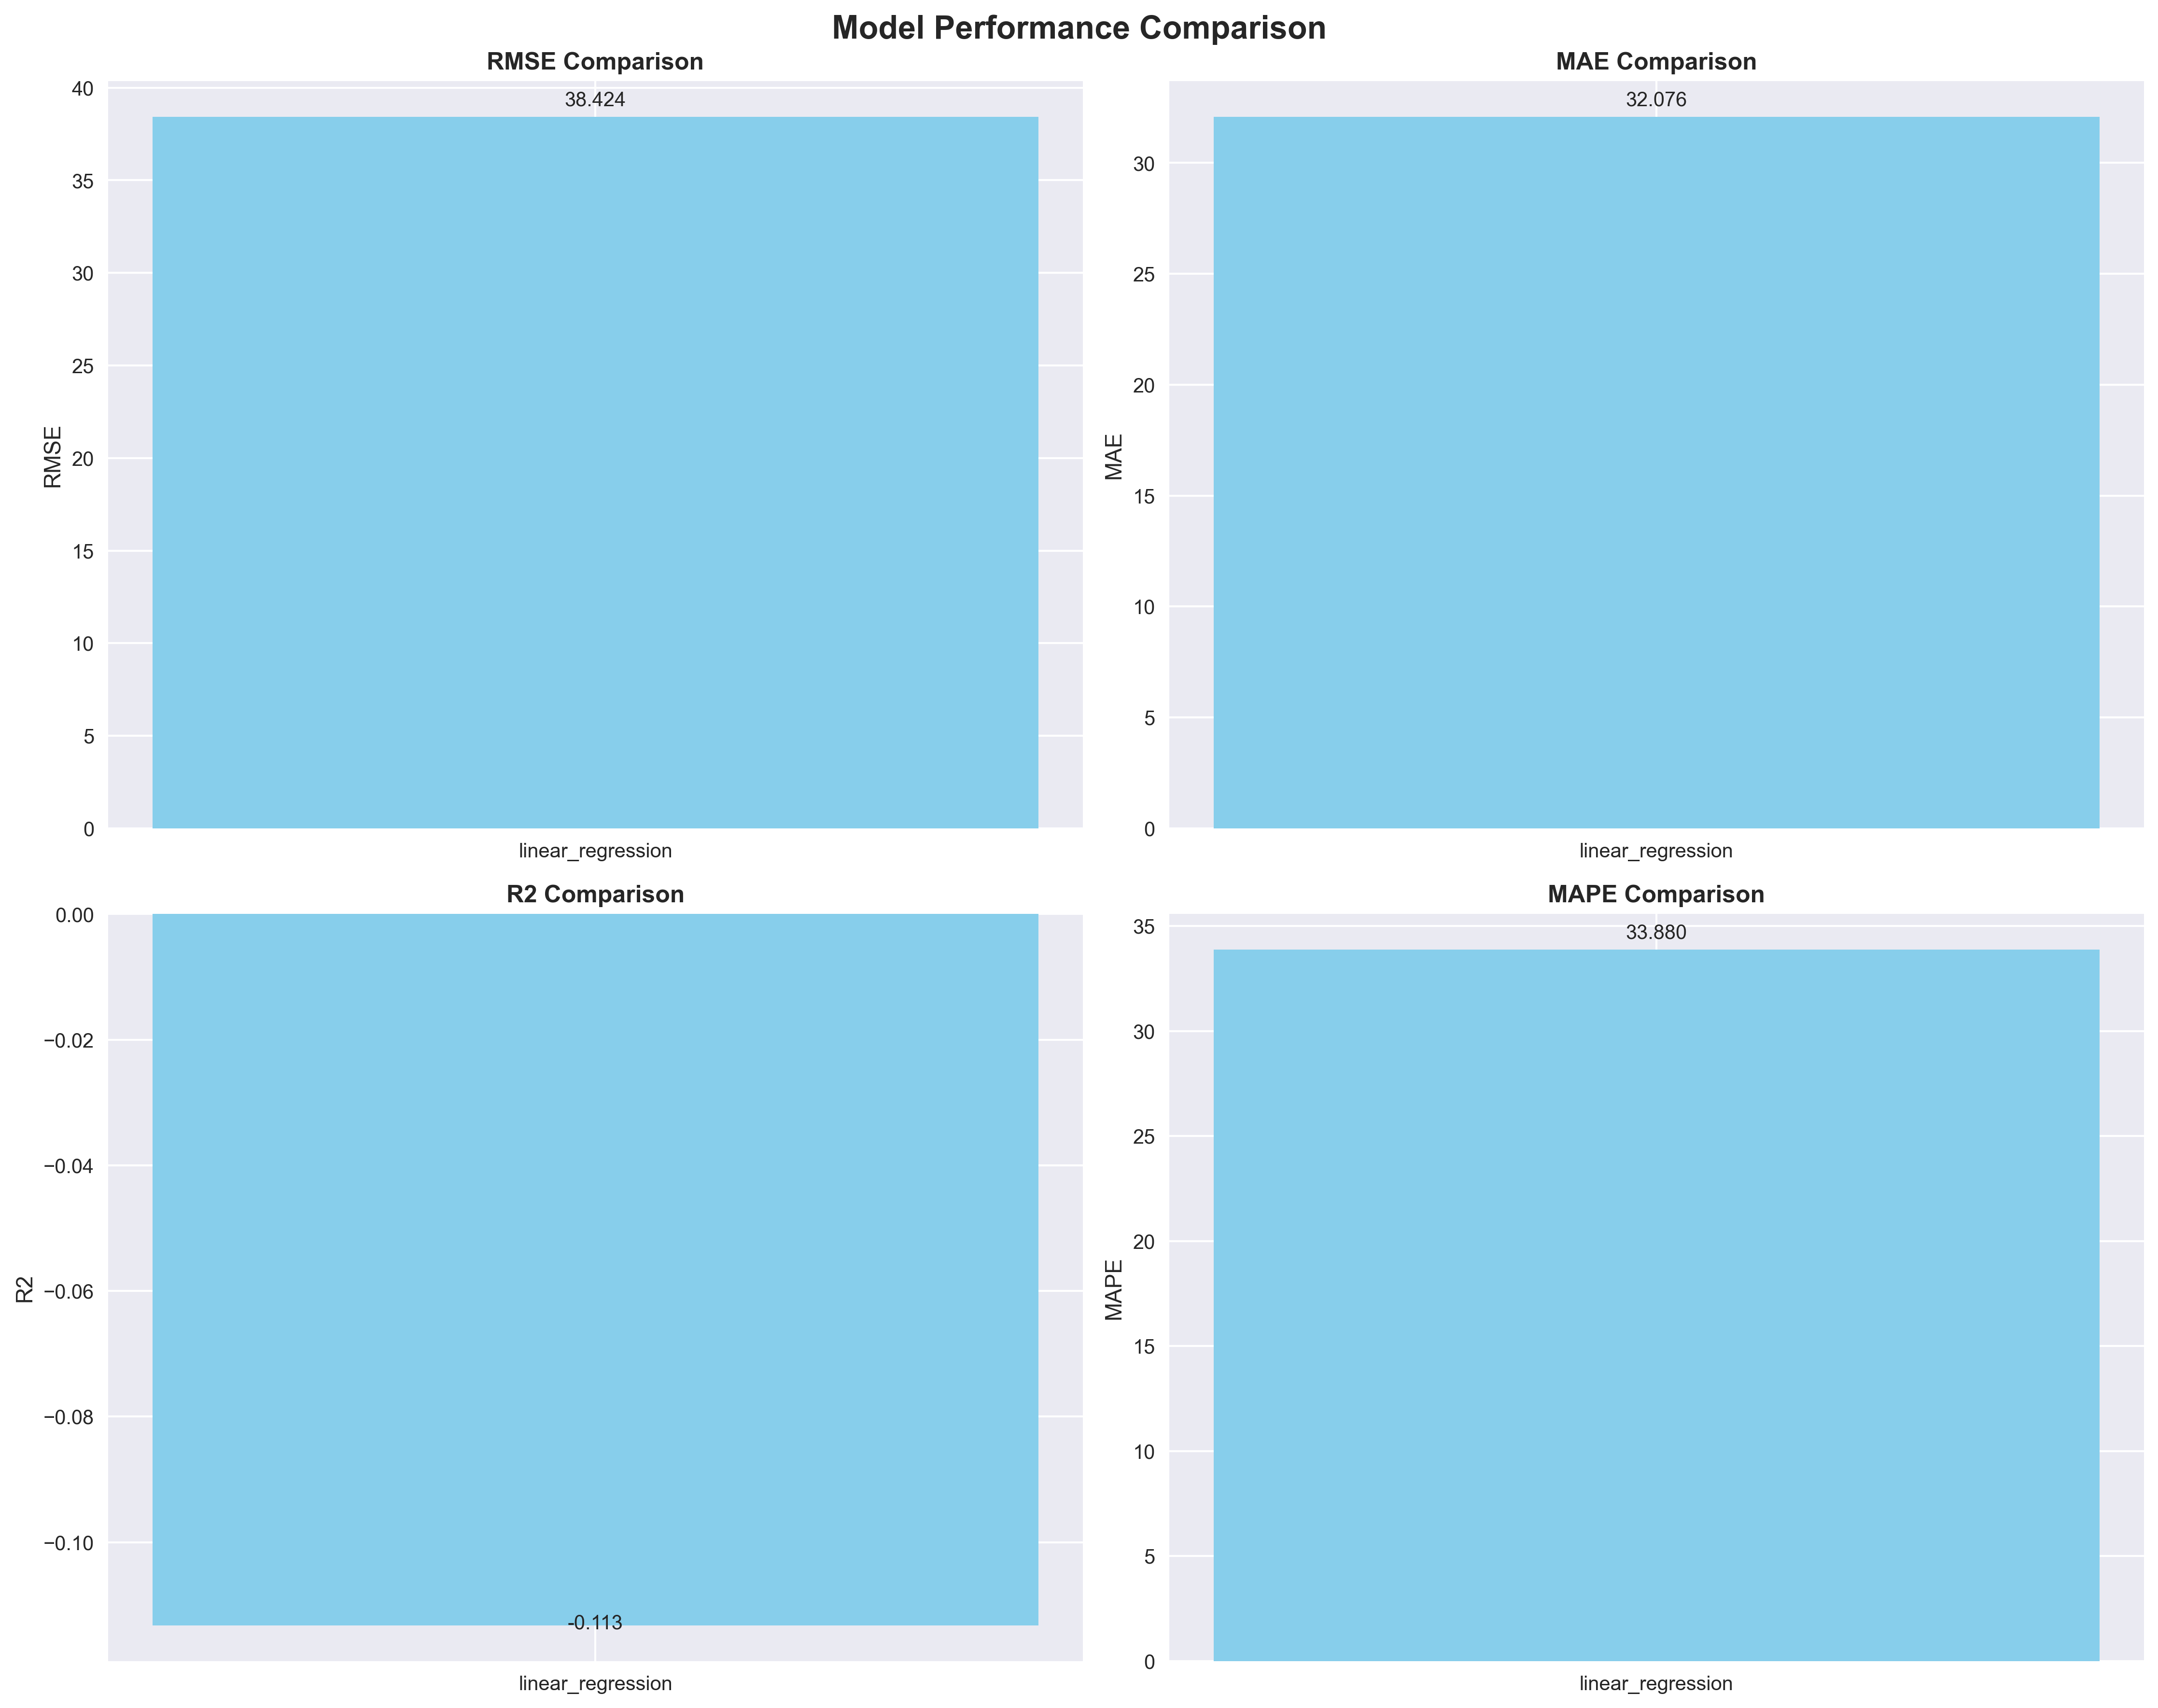 Model Performance Comparison
RMSE Comparison
40
35
30
25
20
15
10
5
0
RMSE
38.424
linear_regression
MAE Comparison
30
25
20
15
10
5
0
MAE
32.076
linear_regression
R2 Comparison
0.00
−0.02
−0.04
−0.06
−0.08
−0.10
R2
-0.113
linear_regression
MAPE Comparison
35
30
25
20
15
10
5
0
MAPE
33.880
linear_regression